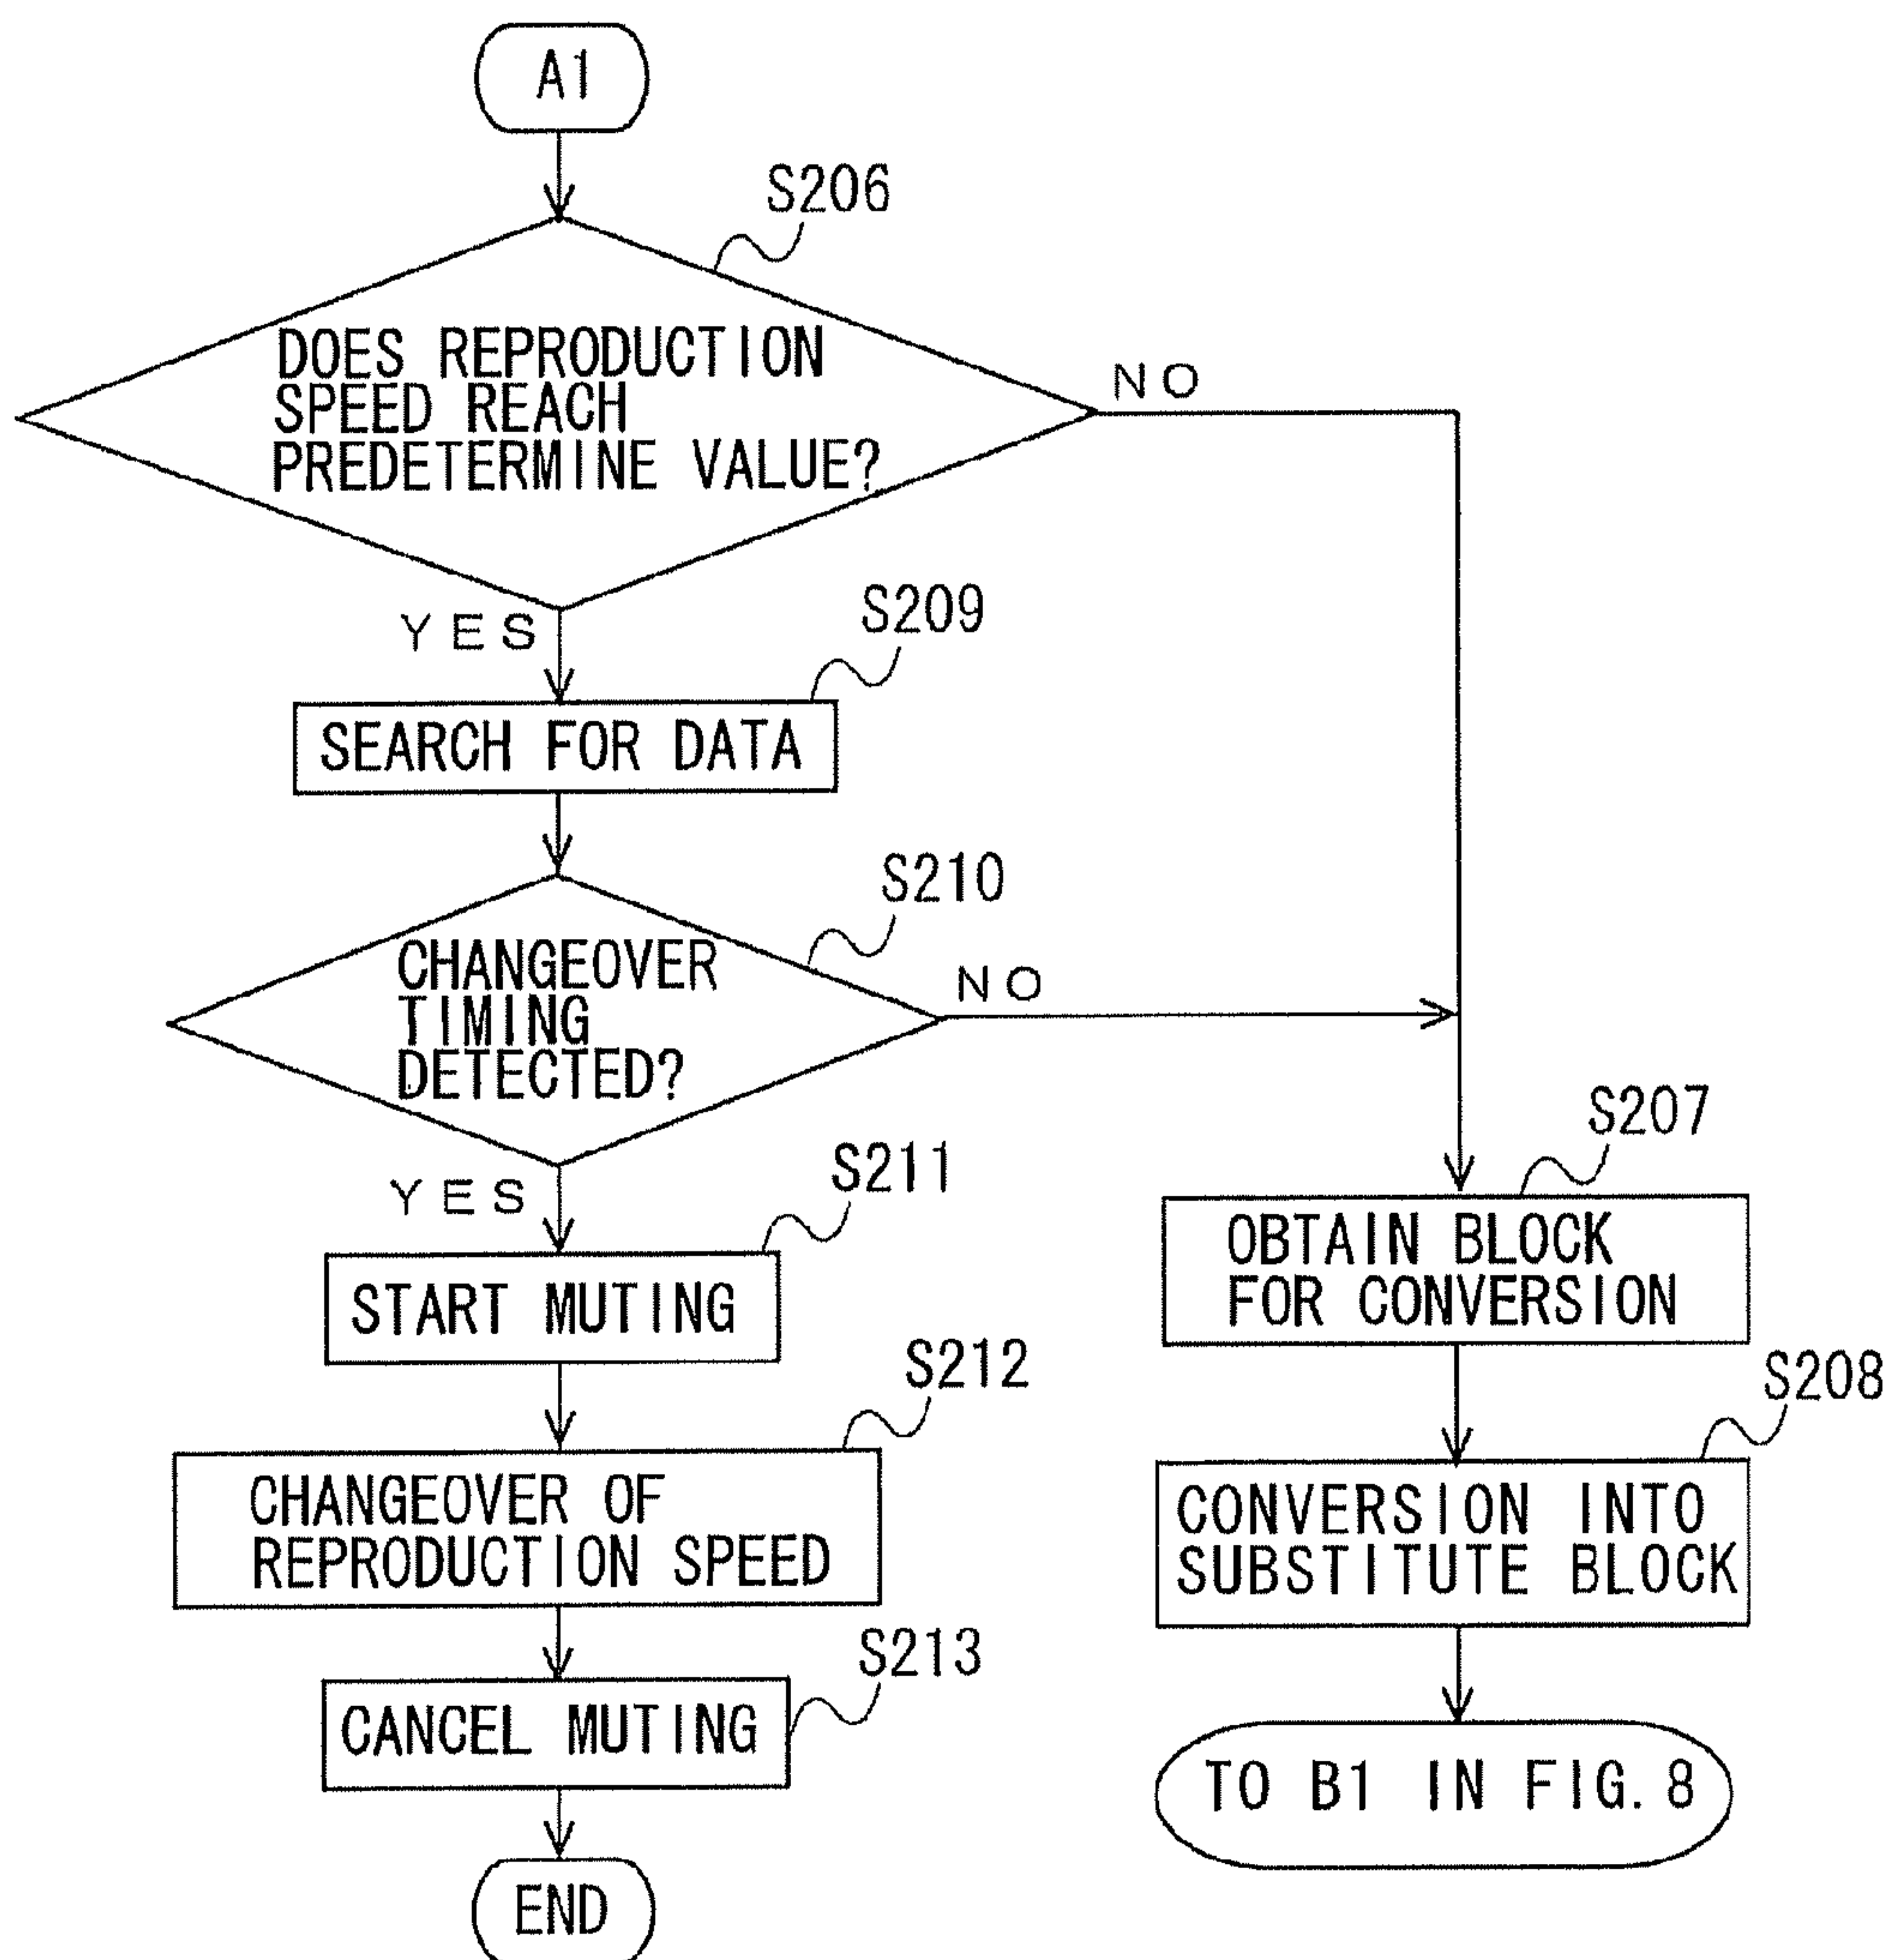 A1
S206
DOES REPRODUCTION
SPEED REACH
PREDETERMINE VALUE?
NO
YES
S209
SEARCH FOR DATA
S210
CHANGEOVER
TIMING
DETECTED?
NO
YES
S211
START MUTING
S212
CHANGEOVER OF
REPRODUCTION SPEED
S213
CANCEL MUTING
END
S207
OBTAIN BLOCK
FOR CONVERSION
S208
CONVERSION INTO
SUBSTITUTE BLOCK
TO B1 IN FIG. 8